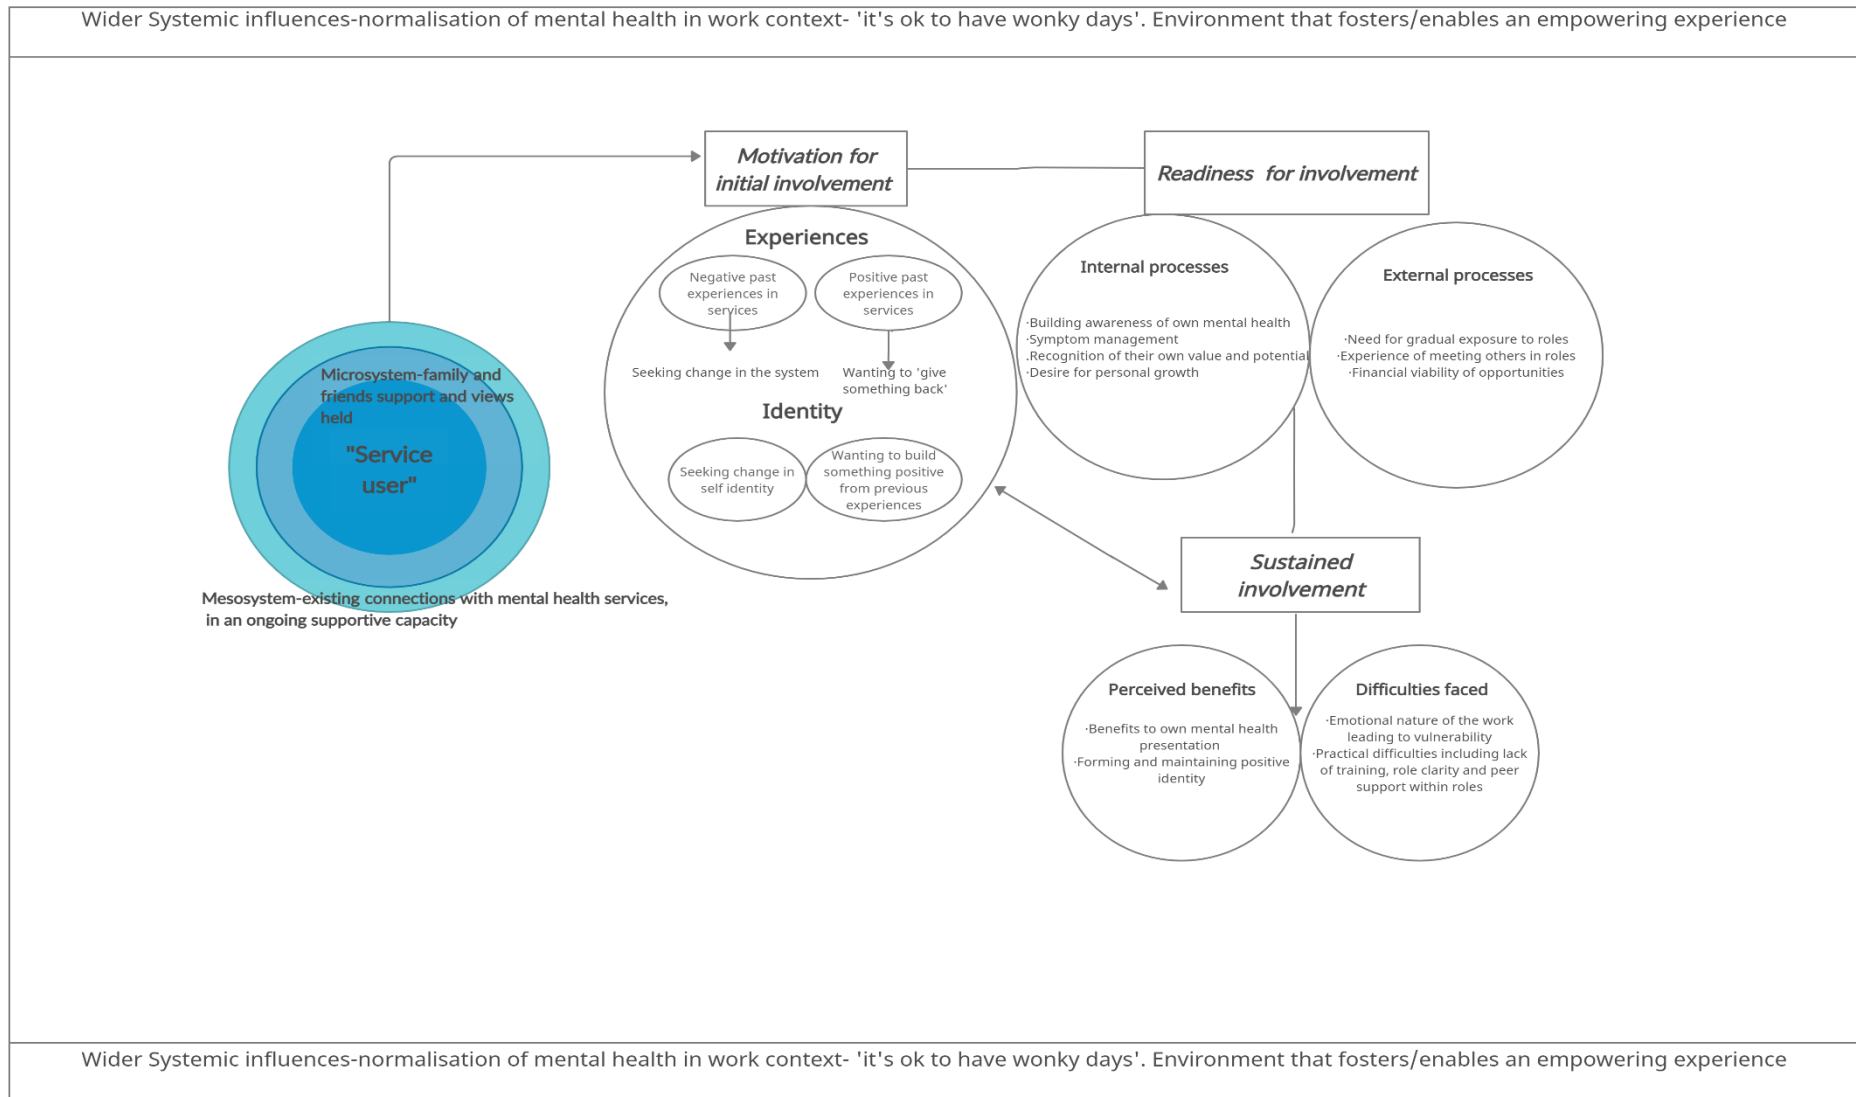 Wider Systemic influences-normalisation of mental health in work context- 'it's ok to have wonky days'. Environment that fosters/enables an empowering experience
Motivation for
initial involvement
Readiness  for involvement
Experiences
Negative past
experiences in
services
Positive past
experiences in
services
Seeking change in the system
Wanting to 'give
something back'
Identity
Seeking change in
self identity
Wanting to build
something positive
from previous
experiences
Internal processes
·Building awareness of own mental health
·Symptom management
.Recognition of their own value and potential
·Desire for personal growth
External processes
·Need for gradual exposure to roles
·Experience of meeting others in roles
·Financial viability of opportunities
Microsystem-family and
friends support and views
held
"Service
user"
Mesosystem-existing connections with mental health services,
in an ongoing supportive capacity
Sustained
involvement
Perceived benefits
·Benefits to own mental health
presentation
·Forming and maintaining positive
identity
Difficulties faced
·Emotional nature of the work
leading to vulnerability
·Practical difficulties including lack
of training, role clarity and peer
support within roles
Wider Systemic influences-normalisation of mental health in work context- 'it's ok to have wonky days'. Environment that fosters/enables an empowering experience